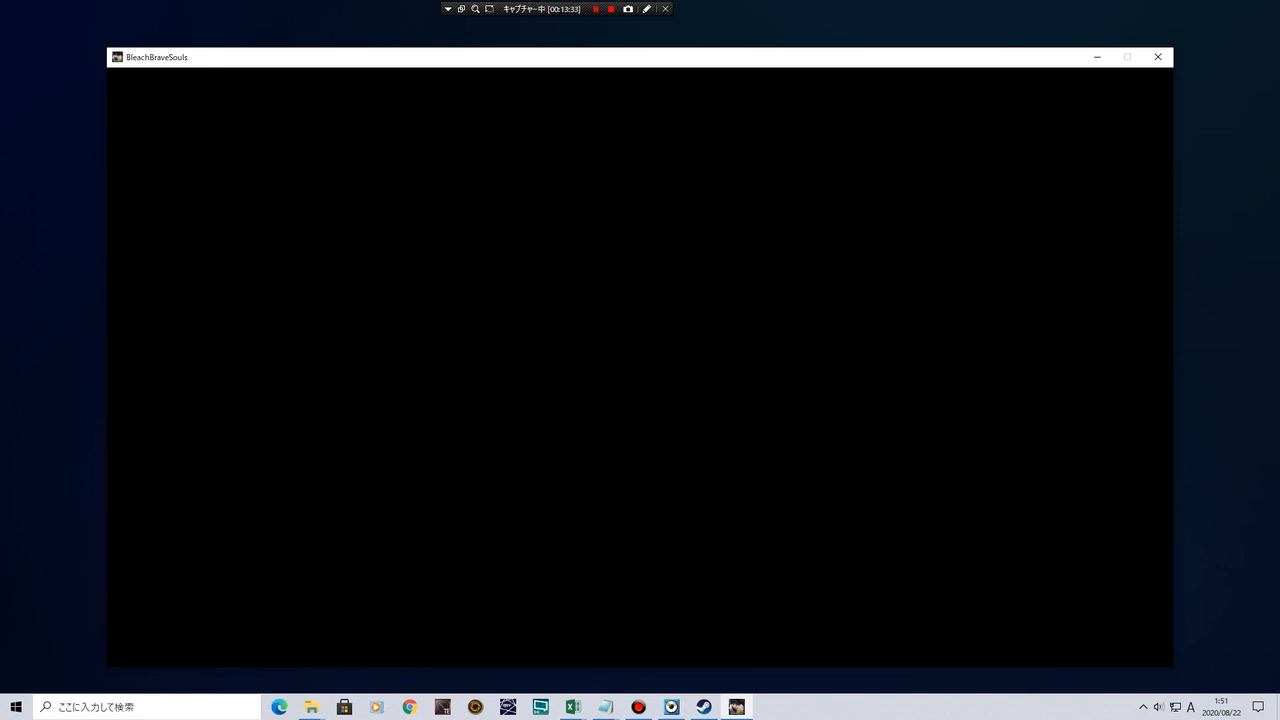 キャプチャー中 [00:13:33]
BleachBraveSouls
ここに入力して検索
A
1:51
2020/08/22